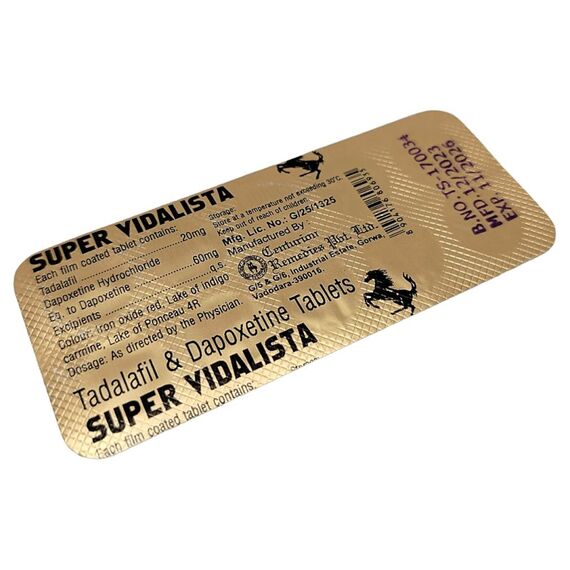 SUPER VIDALISTA
Each film coated tablet contains:
Tadalafil ..................20mg
Dapoxetine Hydrochloride
Eq. to Dapoxetine ..............60mg
Excipients ..................q.s.
Colour: Iron oxide red, Lake of indigo
carmine, Lake of Ponceau 4R
Dosage: As directed by the Physician.
Storage:
Store at a temperature not exceeding 30°C.
Keep out of reach of children.
Mfg. Lic. No.: G/25/1325
Manufactured By:
Centurion
Remedies Pvt. Ltd.
G/5 & G/6, Industrial Estate, Gorwa,
Vadodara-390016.
Tadalafil & Dapoxetine Tablets
SUPER VIDALISTA
Each film coated tablet contains:
B.NO. TS-170034
MFD. 12/2023
EXP. 11/2026